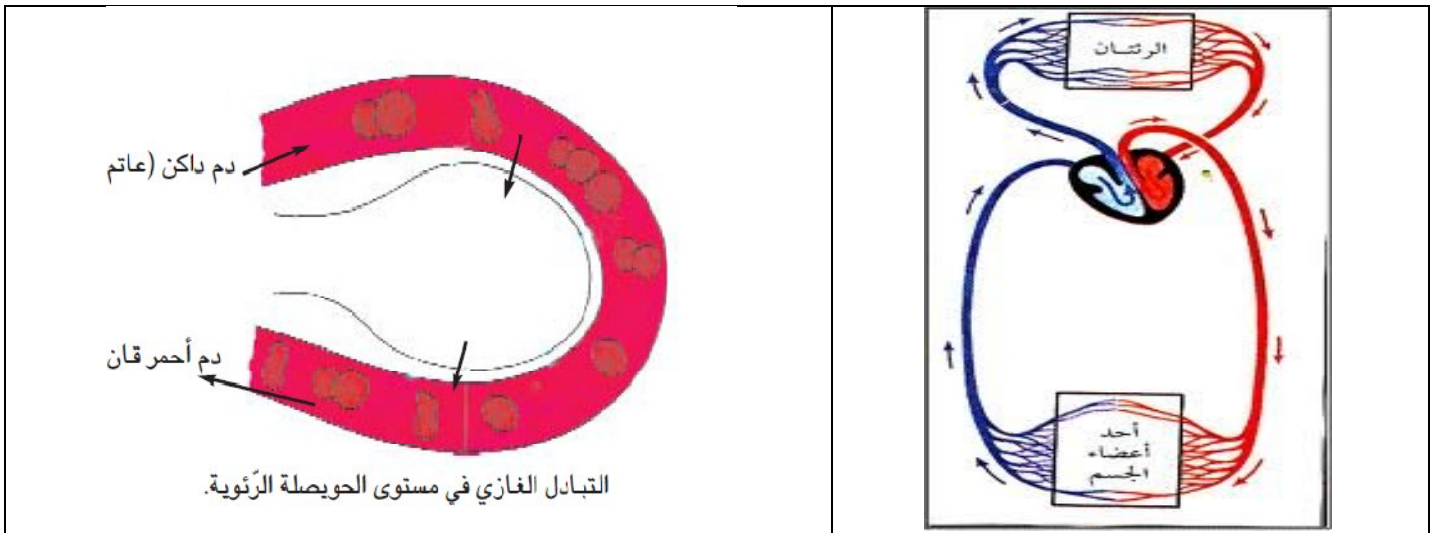 دم داكن (عاتم
دم أحمر قان
التبادل الغازي في مستوى الحويصلة الرّئوية.
الرئتان
أحد
أعضاء
الجسم